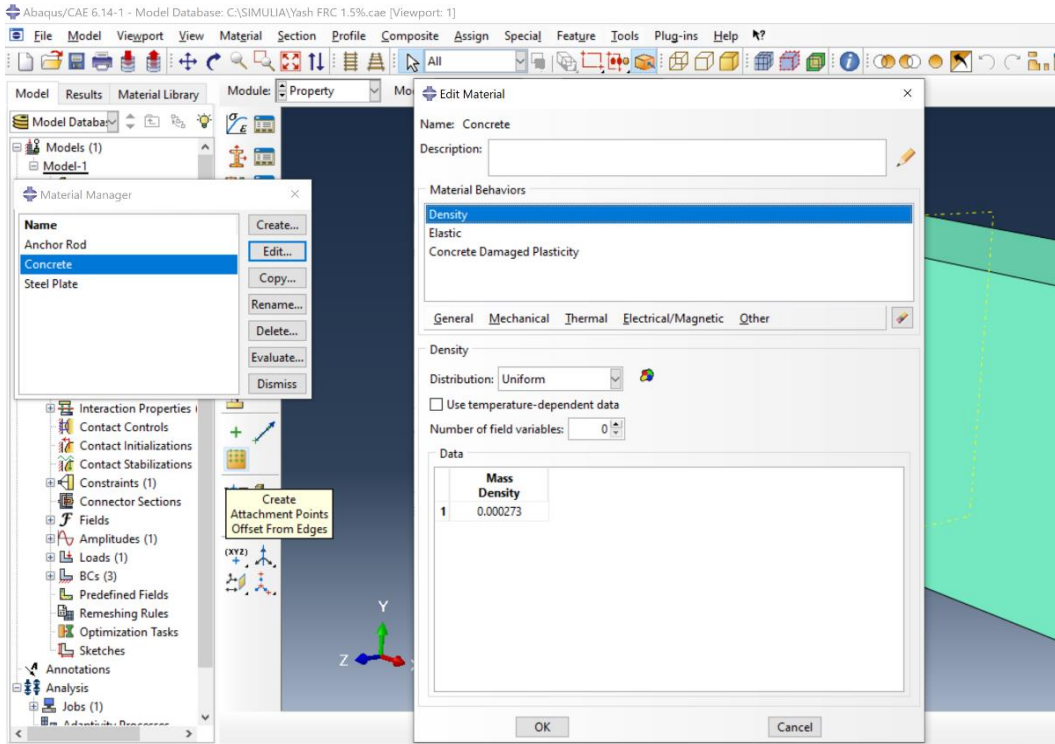 Abaqus/CAE 6.14-1 - Model Database: C:\SIMULIA\Yash FRC 1.5%.cae [Viewport: 1]
File Model Viewport View Material Section Profile Composite Assign Special Feature Tools Plug-ins Help
All
Model Results Material Library
Module: Property
Edit Material
Model Databa
Name: Concrete
Models (1)
Description:
Model-1
Material Manager
Material Behaviors
Name
Create...
Density
Anchor Rod
Edit...
Elastic
Concrete
Copy...
Concrete Damaged Plasticity
Steel Plate
Rename...
General Mechanical Thermal Electrical/Magnetic Other
Delete...
Evaluate...
Density
Dismiss
Distribution: Uniform
Use temperature-dependent data
Interaction Properties
Number of field variables: 0
Contact Controls
Contact Initializations
Data
Contact Stabilizations
Mass
Density
Constraints (1)
1 0.000273
Connector Sections
Create
Attachment Points
Offset From Edges
Fields
Amplitudes (1)
Loads (1)
(XYZ)
BCs (3)
Predefined Fields
Remeshing Rules
Y
Optimization Tasks
Sketches
Z
Annotations
Analysis
Jobs (1)
OK Cancel